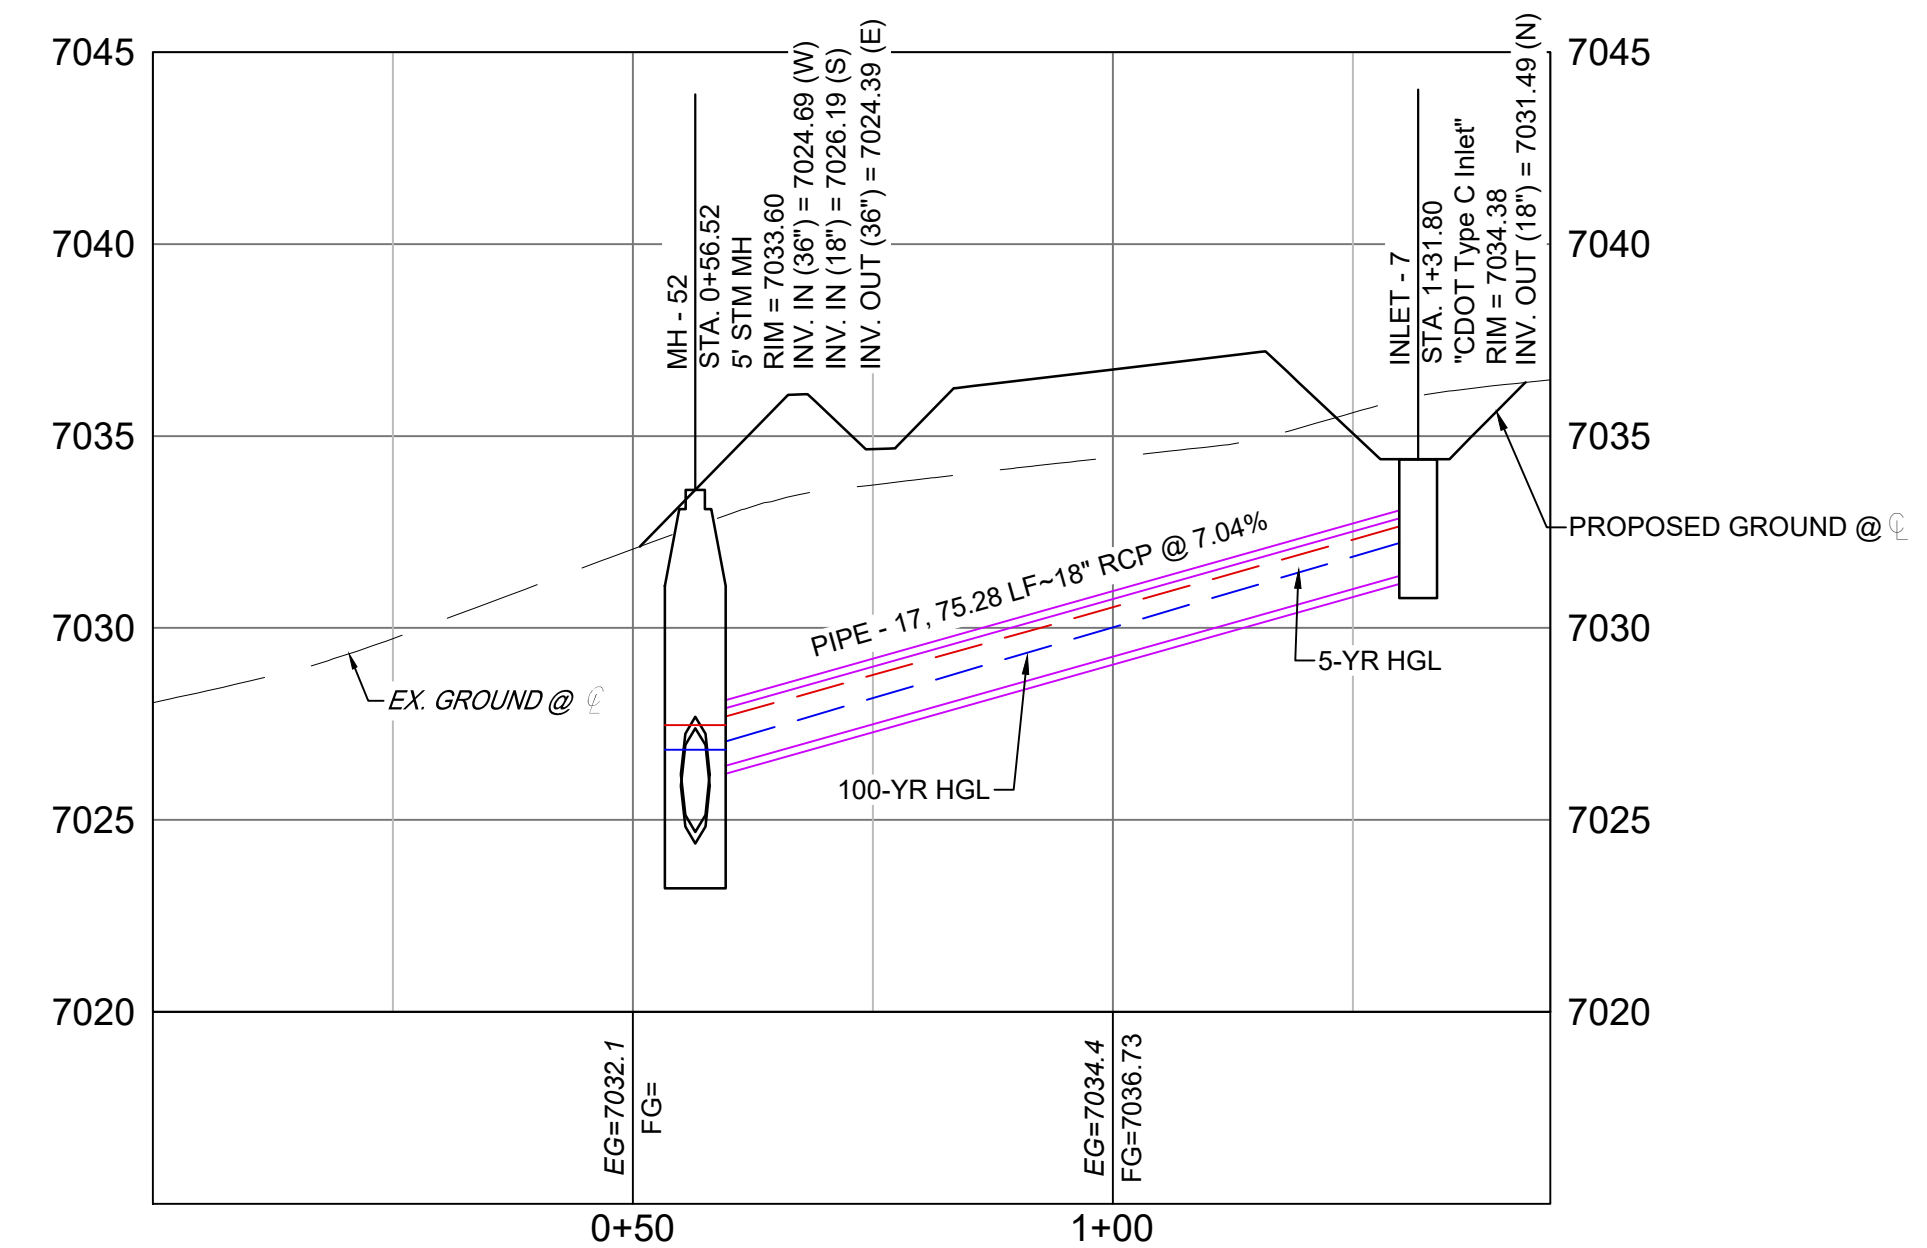 7045
7045
7040
7040
7035
7035
7030
7030
7025
7025
7020
7020
MH - 52
STA. 0+56.52
5' STM MH
RIM = 7033.60
INV. IN (36") = 7024.69 (W)
INV. IN (18") = 7026.19 (S)
INV. OUT (36") = 7024.39 (E)
INLET - 7
STA. 1+31.80
"CDOT Type C Inlet"
RIM = 7034.38
INV. OUT (18") = 7031.49 (N)
PIPE - 17, 75.28 LF~18" RCP @ 7.04%
PROPOSED GROUND @ ℄
5-YR HGL
EX. GROUND @ ℄
100-YR HGL
EG=7032.1
FG=
EG=7034.4
FG=7036.73
0+50
1+00